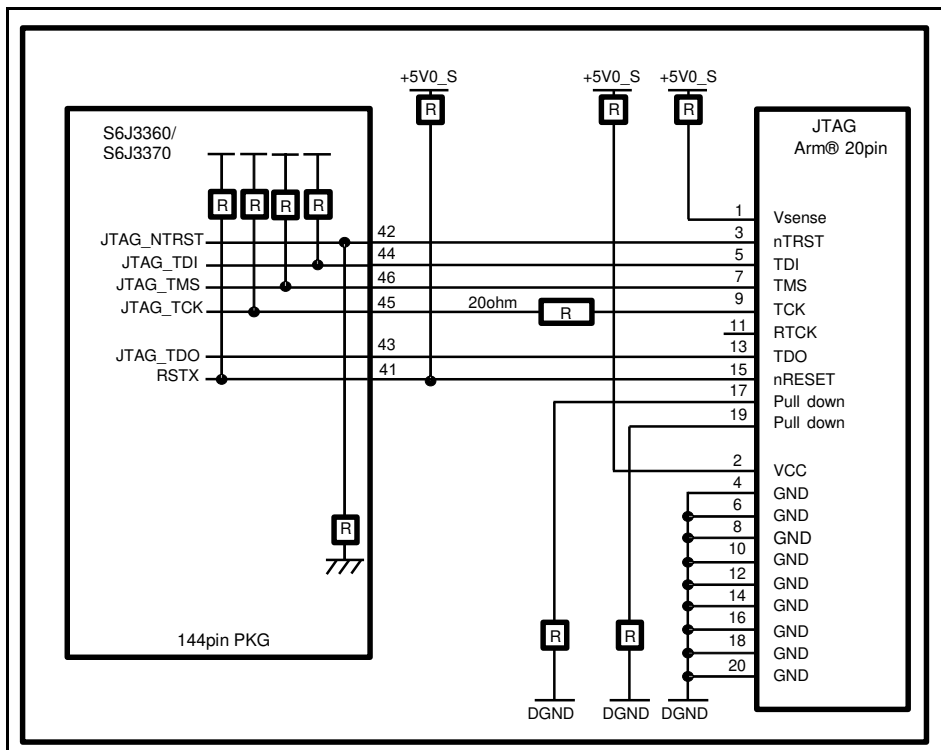 +5V0_S
+5V0_S
+5V0_S
R
R
R
S6J3360/
S6J3370
JTAG
Arm® 20pin
R
R
R
R
1
Vsense
JTAG_NTRST
42
3
nTRST
JTAG_TDI
44
5
TDI
JTAG_TMS
46
7
TMS
JTAG_TCK
45
20ohm
R
9
TCK
11
RTCK
JTAG_TDO
43
13
TDO
RSTX
41
15
nRESET
17
Pull down
19
Pull down
2
VCC
4
GND
6
GND
R
8
GND
10
GND
12
GND
14
GND
16
GND
R
R
18
GND
144pin PKG
20
GND
DGND
DGND
DGND